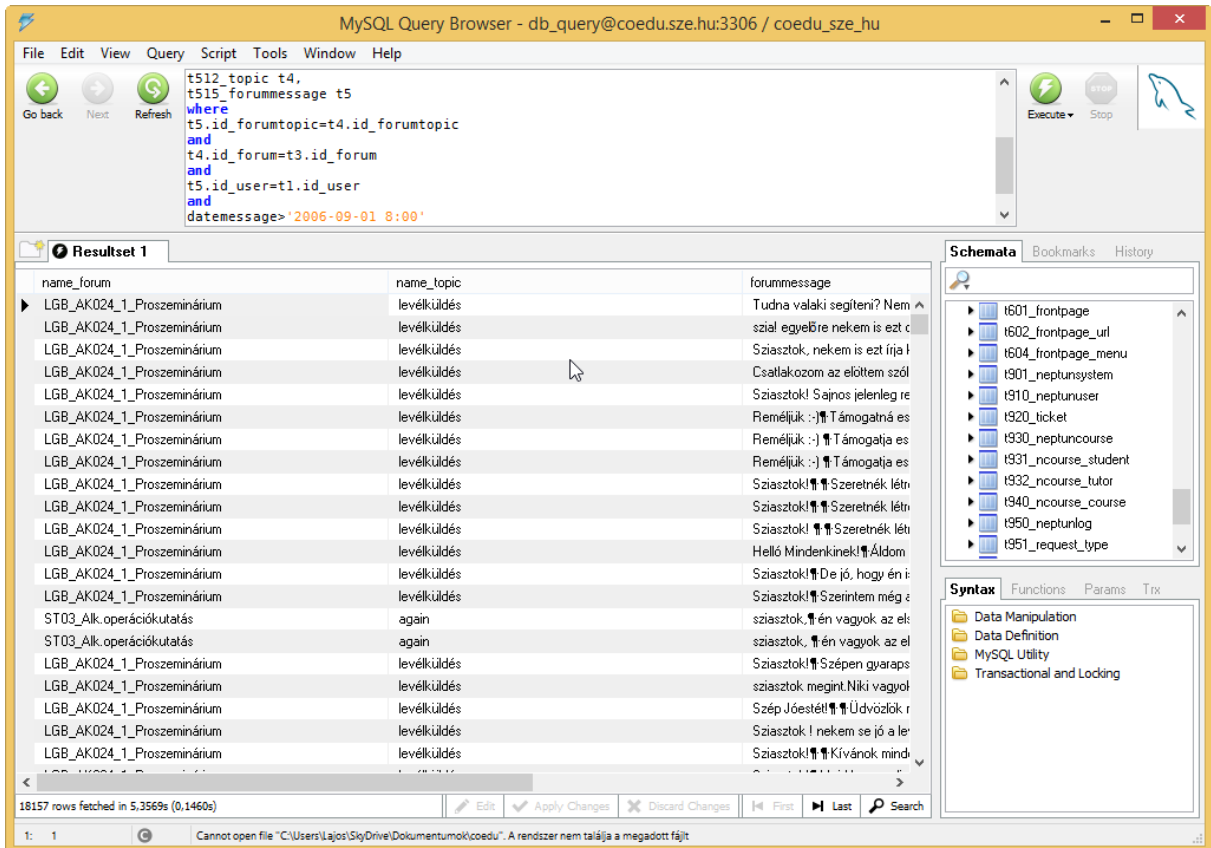 MySQL Query Browser - db_query@coedu.sze.hu:3306 / coedu_sze_hu
File Edit View Query Script Tools Window Help
Go back Next Refresh
t512_topic t4,
t515_forummessage t5
where
t5.id_forumtopic=t4.id_forumtopic
and
t4.id_forum=t3.id_forum
and
t5.id_user=t1.id_user
and
datemessage>'2006-09-01 8:00'
Execute STOP Stop
Resultset 1
name_forum name_topic forummessage
LGB_AK024_1_Proszeminárium levélküldés Tudna valaki segíteni? Nem
LGB_AK024_1_Proszeminárium levélküldés szia! egyelőre nekem is ezt
LGB_AK024_1_Proszeminárium levélküldés Sziasztok, nekem is ezt írja
LGB_AK024_1_Proszeminárium levélküldés Csatlakozom az előttem szól
LGB_AK024_1_Proszeminárium levélküldés Sziasztok! Sajnos jelenleg re
LGB_AK024_1_Proszeminárium levélküldés Reméljük :-)¶·Támogatná es
LGB_AK024_1_Proszeminárium levélküldés Reméljük :-) ¶·Támogatja es
LGB_AK024_1_Proszeminárium levélküldés Reméljük :-) ¶·Támogatja es
LGB_AK024_1_Proszeminárium levélküldés Sziasztok!¶·¶·Szeretnék létr
LGB_AK024_1_Proszeminárium levélküldés Sziasztok!¶·¶·Szeretnék létr
LGB_AK024_1_Proszeminárium levélküldés Sziasztok! ¶·¶·Szeretnék lét
LGB_AK024_1_Proszeminárium levélküldés Helló Mindenkinek!¶·Áldom
LGB_AK024_1_Proszeminárium levélküldés Sziasztok!¶·De jó, hogy én i
LGB_AK024_1_Proszeminárium levélküldés Sziasztok!¶·Szerintem még a
ST03_Alk.operációkutatás again sziasztok,¶·én vagyok az els
ST03_Alk.operációkutatás again sziasztok, ¶·én vagyok az el
LGB_AK024_1_Proszeminárium levélküldés Sziasztok!¶·Szépen gyaraps
LGB_AK024_1_Proszeminárium levélküldés sziasztok megint.Niki vagyok
LGB_AK024_1_Proszeminárium levélküldés Szép Jóestét!¶·¶·Üdvözlök
LGB_AK024_1_Proszeminárium levélküldés Sziasztok ! nekem se jó a le
LGB_AK024_1_Proszeminárium levélküldés Sziasztok!¶·¶·Kívánok mind
18157 rows fetched in 5,3569s (0,1460s) Edit Apply Changes Discard Changes First Last Search
1: 1 Cannot open file "C:\Users\Lajos\SkyDrive\Dokumentumok\coedu". A rendszer nem találja a megadott fájlt
Schemata Bookmarks History
t601_frontpage
t602_frontpage_url
t604_frontpage_menu
t901_neptunsystem
t910_neptunuser
t920_ticket
t930_neptuncourse
t931_ncourse_student
t932_ncourse_tutor
t940_ncourse_course
t950_neptunlog
t951_request_type
Syntax Functions Params Trx
Data Manipulation
Data Definition
MySQL Utility
Transactional and Locking